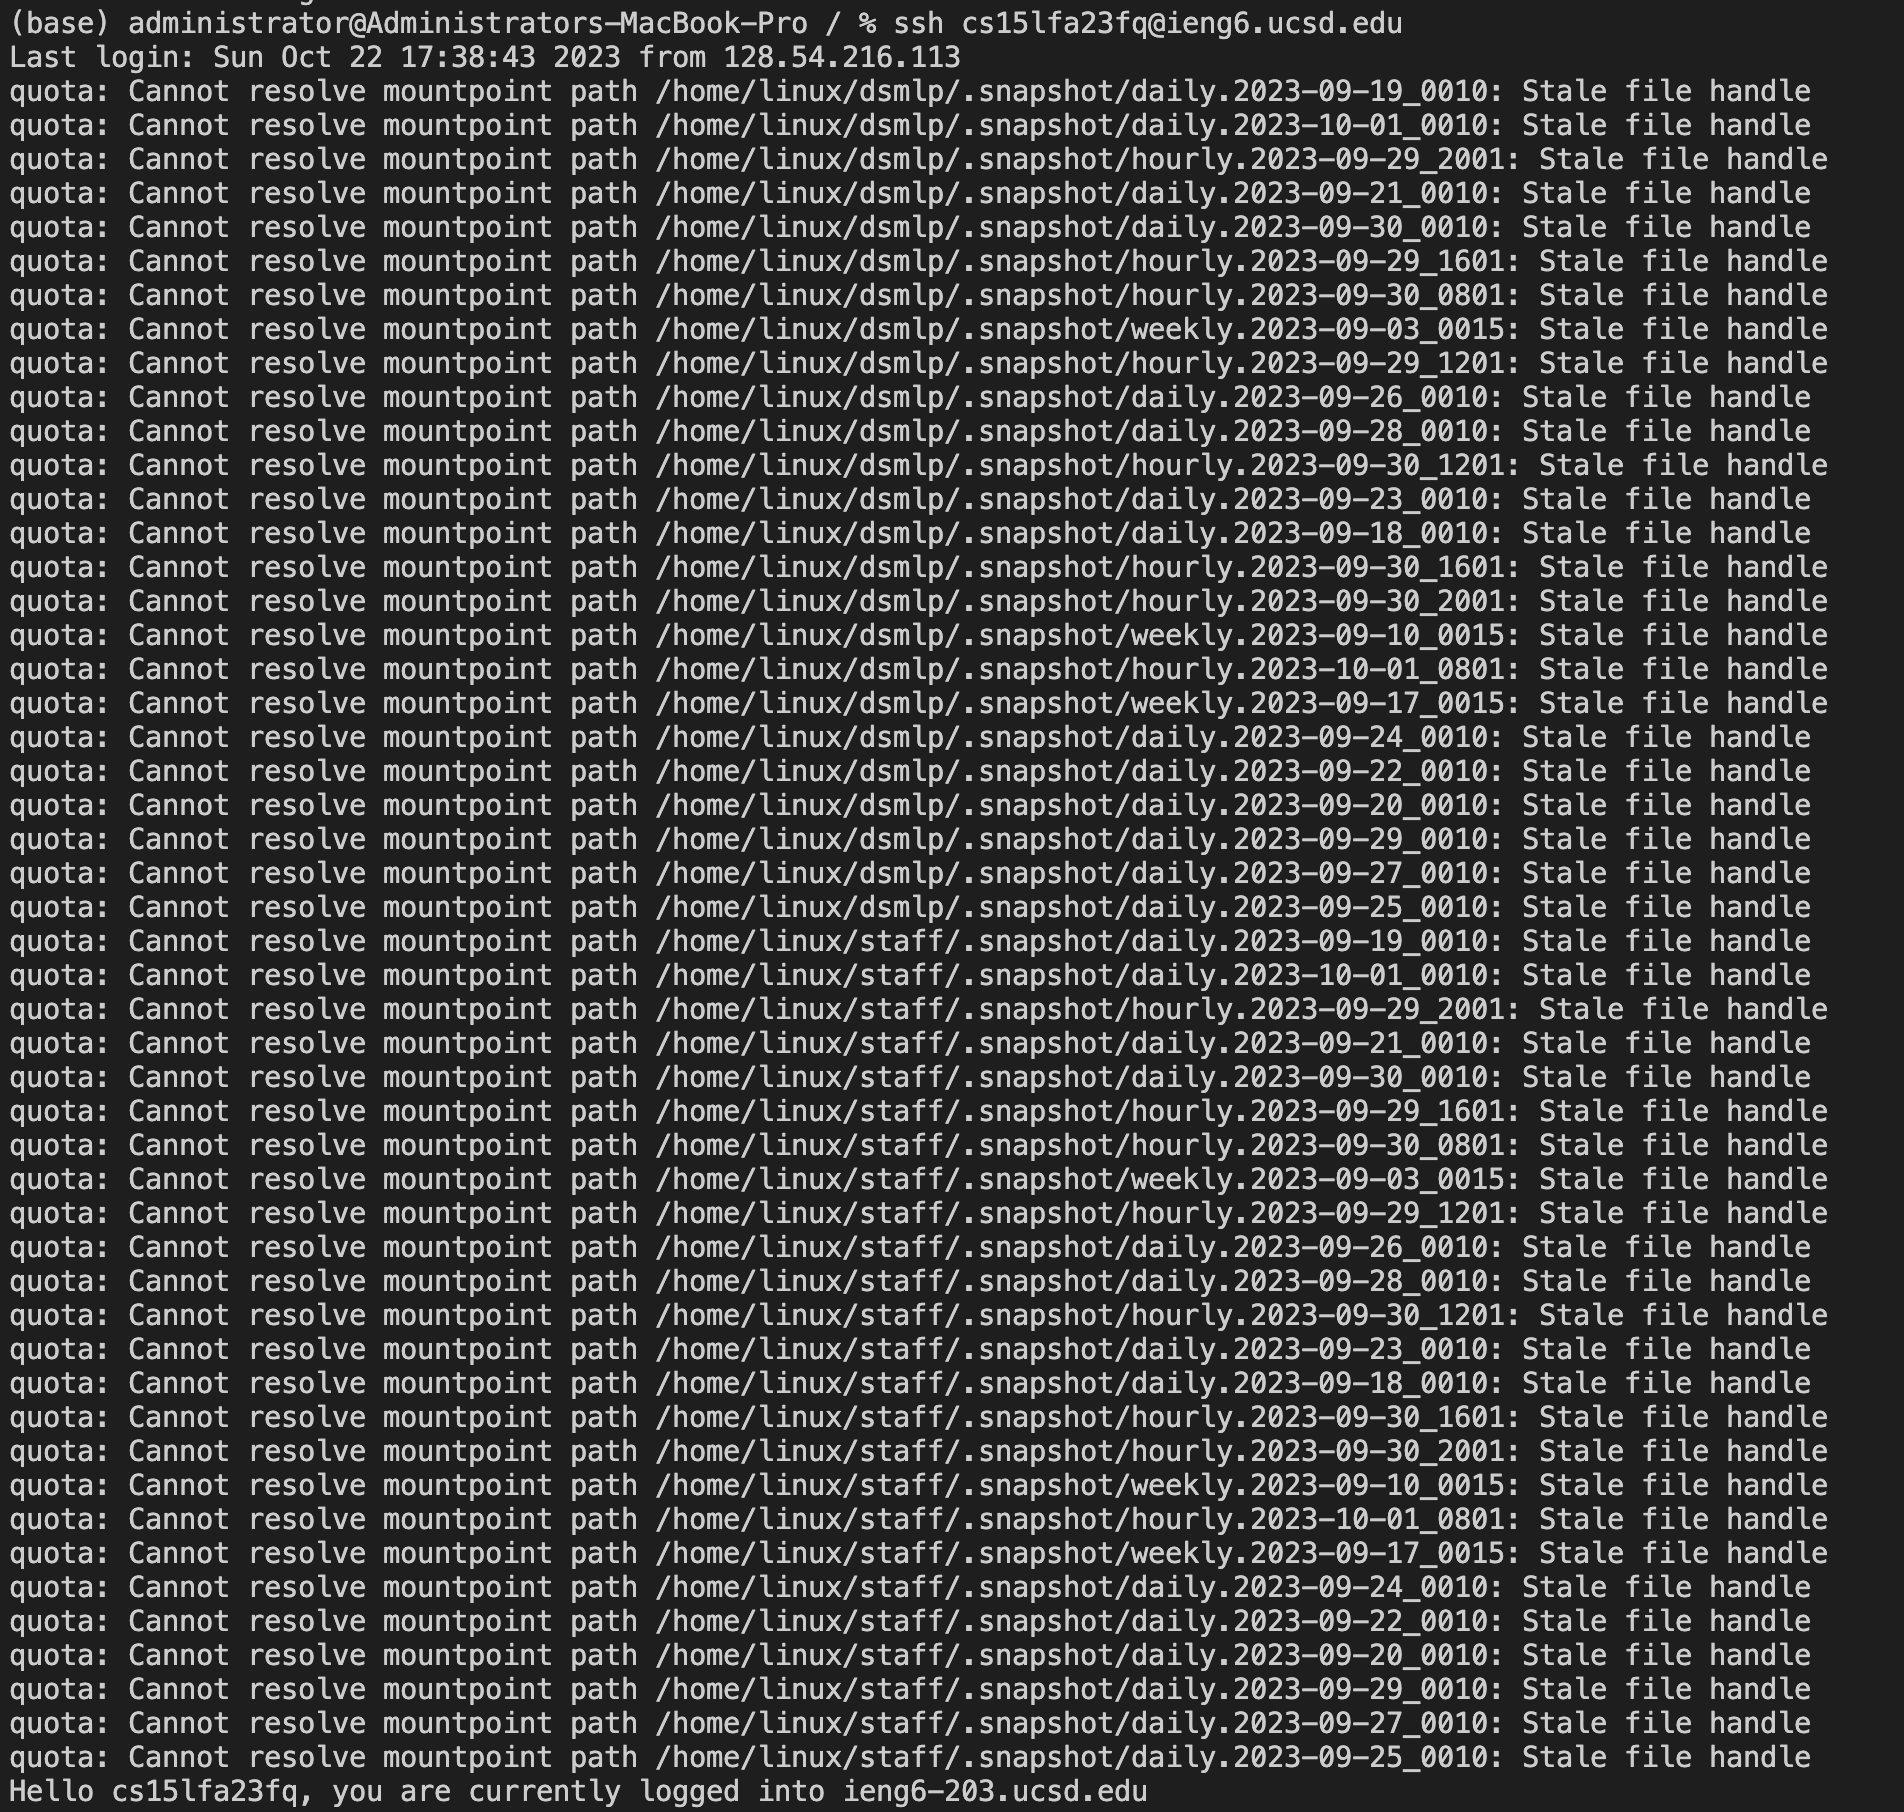 (base) administrator@Administrators-MacBook-Pro / % ssh cs15lfa23fq@ieng6.ucsd.edu
Last login: Sun Oct 22 17:38:43 2023 from 128.54.216.113
quota: Cannot resolve mountpoint path /home/linux/dsmlp/.snapshot/daily.2023-09-19_0010: Stale file handle
quota: Cannot resolve mountpoint path /home/linux/dsmlp/.snapshot/daily.2023-10-01_0010: Stale file handle
quota: Cannot resolve mountpoint path /home/linux/dsmlp/.snapshot/hourly.2023-09-29_2001: Stale file handle
quota: Cannot resolve mountpoint path /home/linux/dsmlp/.snapshot/daily.2023-09-21_0010: Stale file handle
quota: Cannot resolve mountpoint path /home/linux/dsmlp/.snapshot/daily.2023-09-30_0010: Stale file handle
quota: Cannot resolve mountpoint path /home/linux/dsmlp/.snapshot/hourly.2023-09-29_1601: Stale file handle
quota: Cannot resolve mountpoint path /home/linux/dsmlp/.snapshot/hourly.2023-09-30_0801: Stale file handle
quota: Cannot resolve mountpoint path /home/linux/dsmlp/.snapshot/weekly.2023-09-03_0015: Stale file handle
quota: Cannot resolve mountpoint path /home/linux/dsmlp/.snapshot/hourly.2023-09-29_1201: Stale file handle
quota: Cannot resolve mountpoint path /home/linux/dsmlp/.snapshot/daily.2023-09-26_0010: Stale file handle
quota: Cannot resolve mountpoint path /home/linux/dsmlp/.snapshot/daily.2023-09-28_0010: Stale file handle
quota: Cannot resolve mountpoint path /home/linux/dsmlp/.snapshot/hourly.2023-09-30_1201: Stale file handle
quota: Cannot resolve mountpoint path /home/linux/dsmlp/.snapshot/daily.2023-09-23_0010: Stale file handle
quota: Cannot resolve mountpoint path /home/linux/dsmlp/.snapshot/daily.2023-09-18_0010: Stale file handle
quota: Cannot resolve mountpoint path /home/linux/dsmlp/.snapshot/hourly.2023-09-30_1601: Stale file handle
quota: Cannot resolve mountpoint path /home/linux/dsmlp/.snapshot/hourly.2023-09-30_2001: Stale file handle
quota: Cannot resolve mountpoint path /home/linux/dsmlp/.snapshot/weekly.2023-09-10_0015: Stale file handle
quota: Cannot resolve mountpoint path /home/linux/dsmlp/.snapshot/hourly.2023-10-01_0801: Stale file handle
quota: Cannot resolve mountpoint path /home/linux/dsmlp/.snapshot/weekly.2023-09-17_0015: Stale file handle
quota: Cannot resolve mountpoint path /home/linux/dsmlp/.snapshot/daily.2023-09-24_0010: Stale file handle
quota: Cannot resolve mountpoint path /home/linux/dsmlp/.snapshot/daily.2023-09-22_0010: Stale file handle
quota: Cannot resolve mountpoint path /home/linux/dsmlp/.snapshot/daily.2023-09-20_0010: Stale file handle
quota: Cannot resolve mountpoint path /home/linux/dsmlp/.snapshot/daily.2023-09-29_0010: Stale file handle
quota: Cannot resolve mountpoint path /home/linux/dsmlp/.snapshot/daily.2023-09-27_0010: Stale file handle
quota: Cannot resolve mountpoint path /home/linux/dsmlp/.snapshot/daily.2023-09-25_0010: Stale file handle
quota: Cannot resolve mountpoint path /home/linux/staff/.snapshot/daily.2023-09-19_0010: Stale file handle
quota: Cannot resolve mountpoint path /home/linux/staff/.snapshot/daily.2023-10-01_0010: Stale file handle
quota: Cannot resolve mountpoint path /home/linux/staff/.snapshot/hourly.2023-09-29_2001: Stale file handle
quota: Cannot resolve mountpoint path /home/linux/staff/.snapshot/daily.2023-09-21_0010: Stale file handle
quota: Cannot resolve mountpoint path /home/linux/staff/.snapshot/daily.2023-09-30_0010: Stale file handle
quota: Cannot resolve mountpoint path /home/linux/staff/.snapshot/hourly.2023-09-29_1601: Stale file handle
quota: Cannot resolve mountpoint path /home/linux/staff/.snapshot/hourly.2023-09-30_0801: Stale file handle
quota: Cannot resolve mountpoint path /home/linux/staff/.snapshot/weekly.2023-09-03_0015: Stale file handle
quota: Cannot resolve mountpoint path /home/linux/staff/.snapshot/hourly.2023-09-29_1201: Stale file handle
quota: Cannot resolve mountpoint path /home/linux/staff/.snapshot/daily.2023-09-26_0010: Stale file handle
quota: Cannot resolve mountpoint path /home/linux/staff/.snapshot/daily.2023-09-28_0010: Stale file handle
quota: Cannot resolve mountpoint path /home/linux/staff/.snapshot/hourly.2023-09-30_1201: Stale file handle
quota: Cannot resolve mountpoint path /home/linux/staff/.snapshot/daily.2023-09-23_0010: Stale file handle
quota: Cannot resolve mountpoint path /home/linux/staff/.snapshot/daily.2023-09-18_0010: Stale file handle
quota: Cannot resolve mountpoint path /home/linux/staff/.snapshot/hourly.2023-09-30_1601: Stale file handle
quota: Cannot resolve mountpoint path /home/linux/staff/.snapshot/hourly.2023-09-30_2001: Stale file handle
quota: Cannot resolve mountpoint path /home/linux/staff/.snapshot/weekly.2023-09-10_0015: Stale file handle
quota: Cannot resolve mountpoint path /home/linux/staff/.snapshot/hourly.2023-10-01_0801: Stale file handle
quota: Cannot resolve mountpoint path /home/linux/staff/.snapshot/weekly.2023-09-17_0015: Stale file handle
quota: Cannot resolve mountpoint path /home/linux/staff/.snapshot/daily.2023-09-24_0010: Stale file handle
quota: Cannot resolve mountpoint path /home/linux/staff/.snapshot/daily.2023-09-22_0010: Stale file handle
quota: Cannot resolve mountpoint path /home/linux/staff/.snapshot/daily.2023-09-20_0010: Stale file handle
quota: Cannot resolve mountpoint path /home/linux/staff/.snapshot/daily.2023-09-29_0010: Stale file handle
quota: Cannot resolve mountpoint path /home/linux/staff/.snapshot/daily.2023-09-27_0010: Stale file handle
quota: Cannot resolve mountpoint path /home/linux/staff/.snapshot/daily.2023-09-25_0010: Stale file handle
Hello cs15lfa23fq, you are currently logged into ieng6-203.ucsd.edu